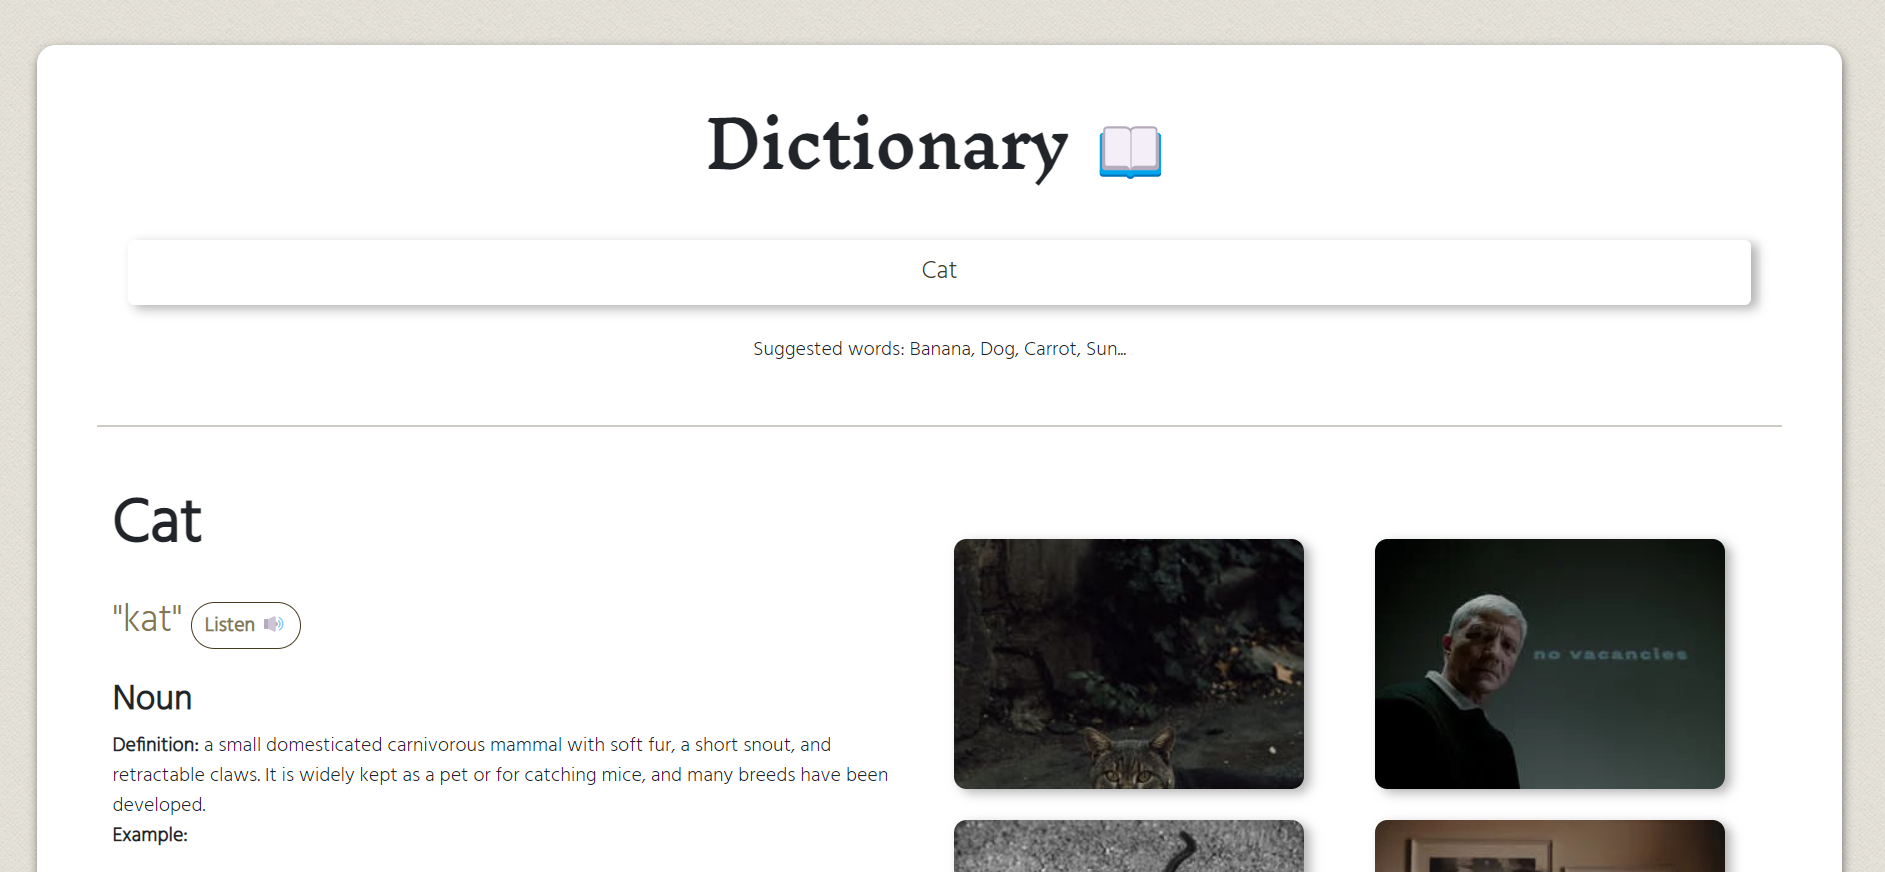 Dictionary
Cat
Suggested words: Banana, Dog, Carrot, Sun...
Cat
"kat"
Listen
Noun
Definition: a small domesticated carnivorous mammal with soft fur, a short snout, and
retractable claws. It is widely kept as a pet or for catching mice, and many breeds have been
developed.
Example:
no vacancies